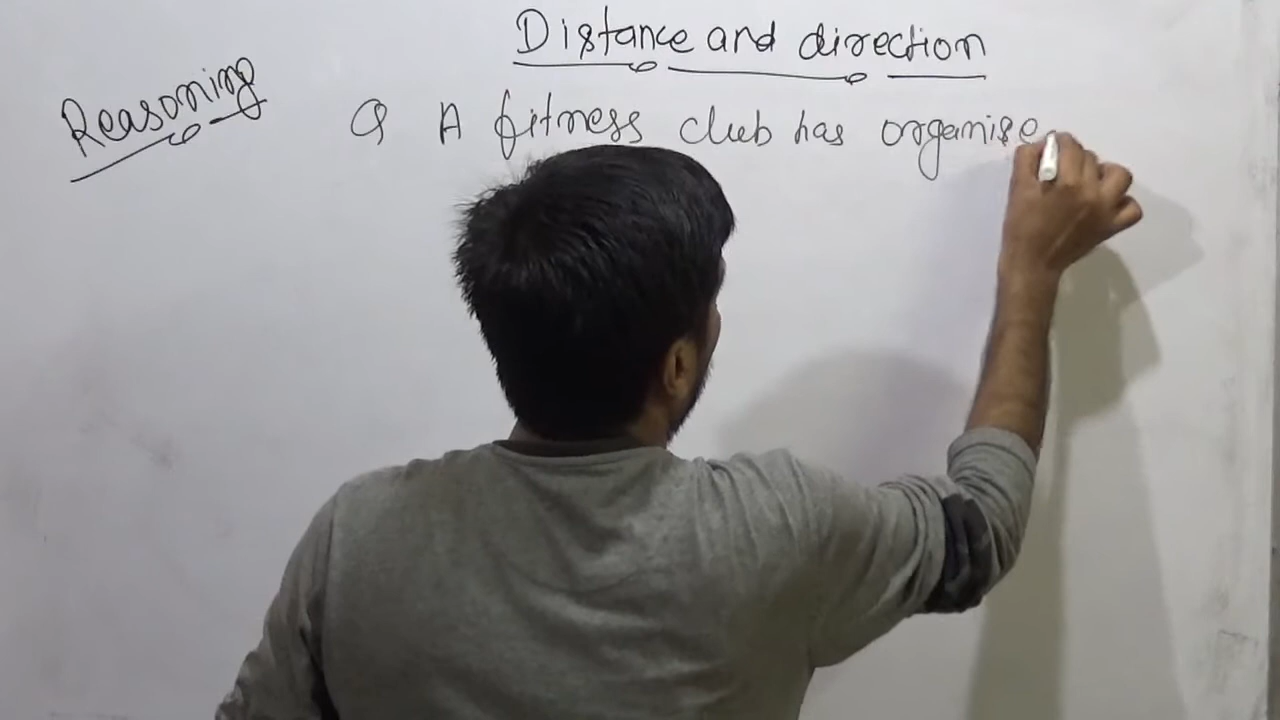 Distance and direction
Reasoning
Q A fitness club has organise